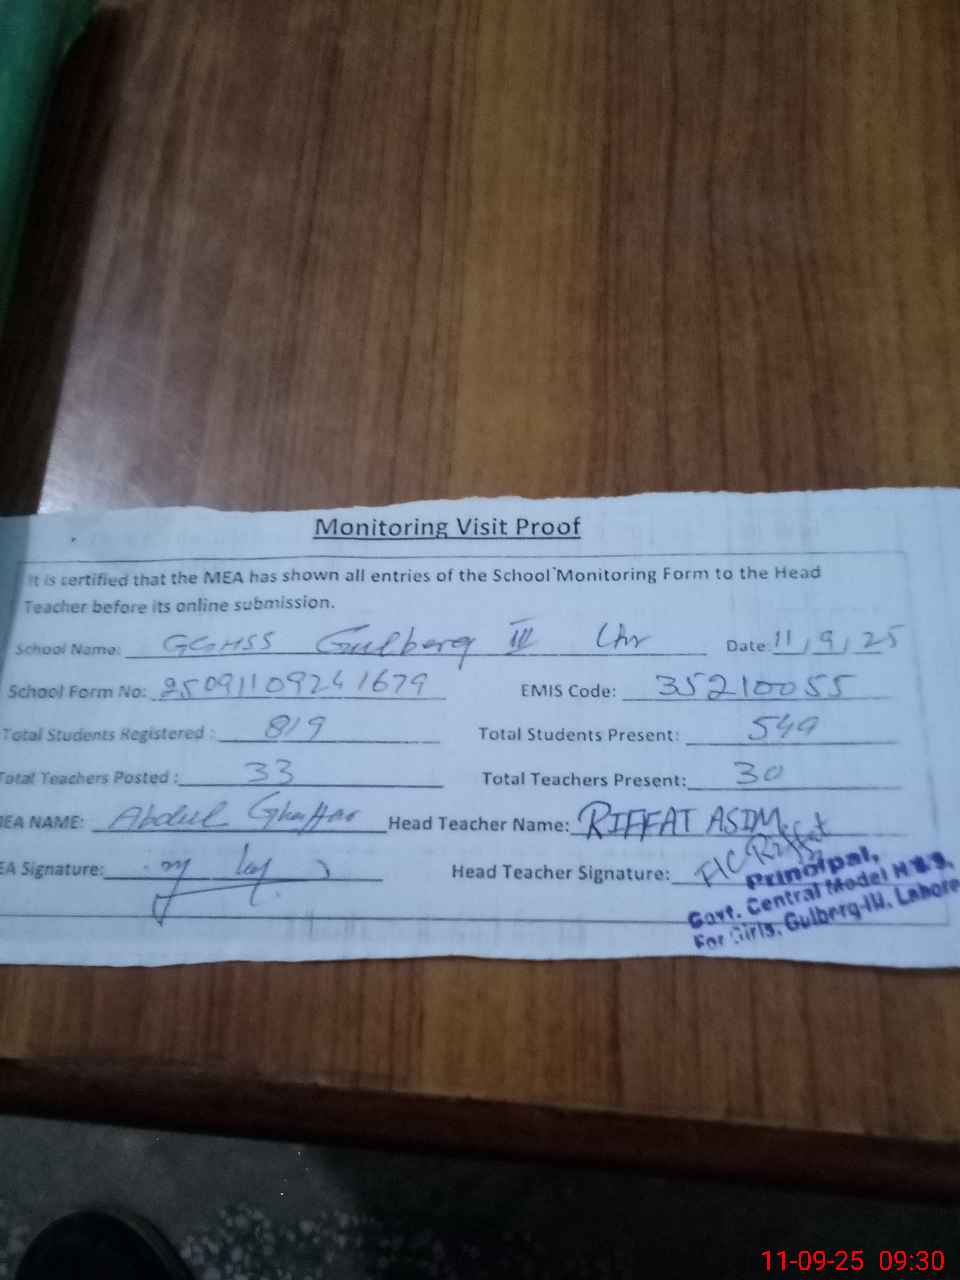 Monitoring Visit Proof
It is certified that the MEA has shown all entries of the School Monitoring Form to the Head
Teacher before its online submission.
School Name: GGHSS Gulberg III Lhr Date: 11/9/25
School Form No: 25091109241679 EMIS Code: 35210055
Total Students Registered : 819 Total Students Present: 549
Total Teachers Posted : 33 Total Teachers Present: 30
MEA NAME: Abdul Ghaffar Head Teacher Name: RIFFAT ASIM
EA Signature: Head Teacher Signature: Riffat
Principal,
Govt. Central Model H.S.S.
For Girls, Gulberg-III, Lahore
11-09-25 09:30